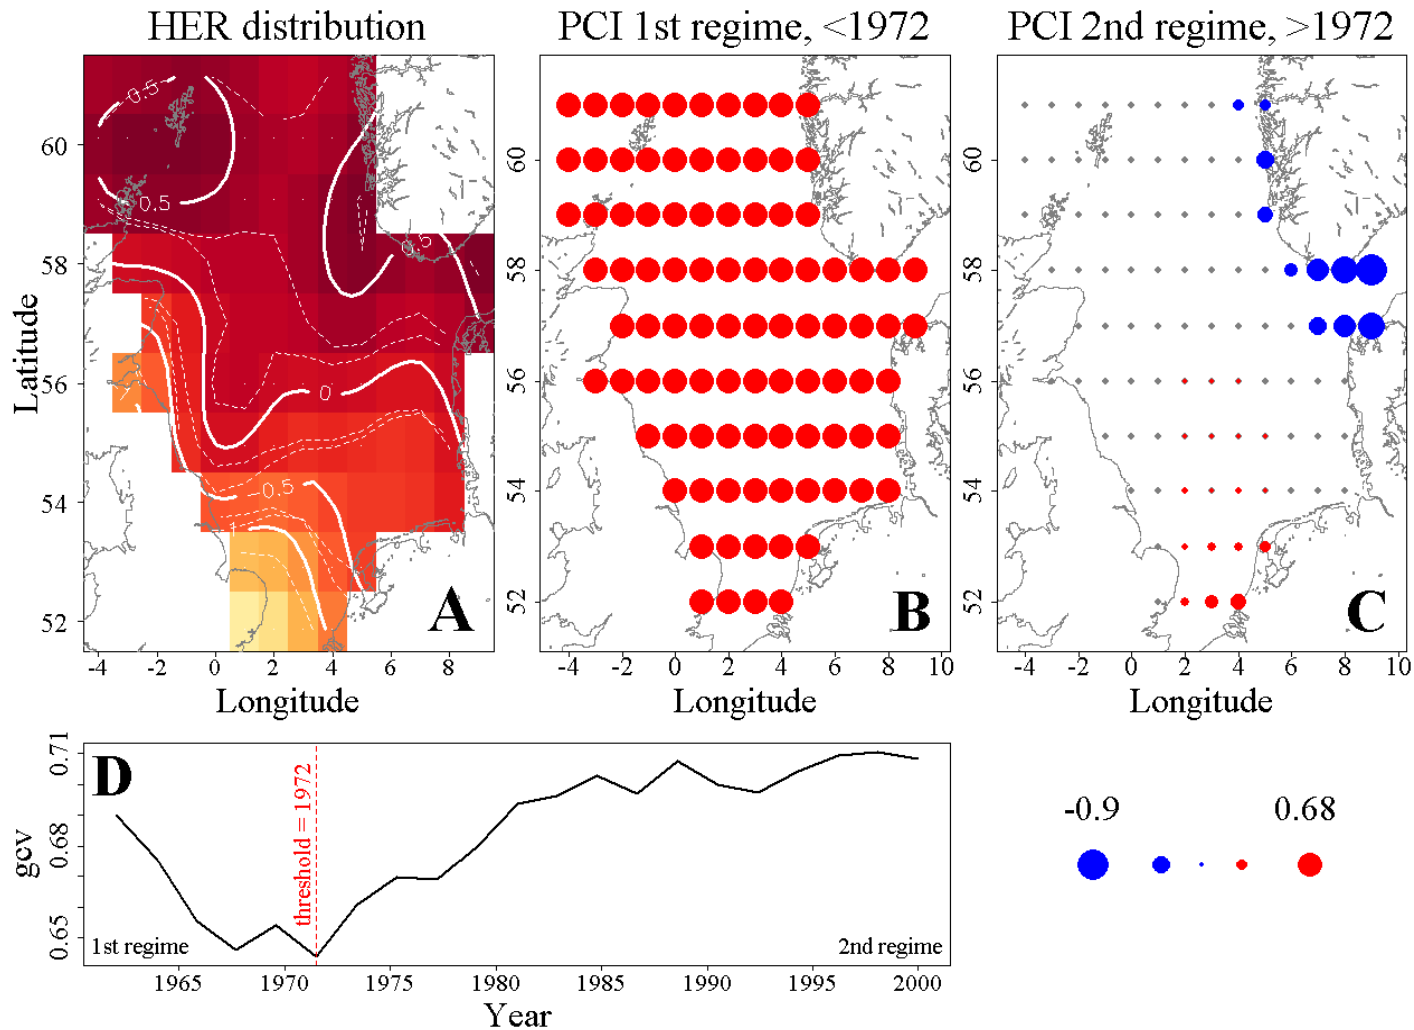 HER distribution
PCI 1st regime, <1972
PCI 2nd regime, >1972
Latitude
60
58
56
54
52
-0.5
0.5
0.5
0
-0.5
-1
A
-4 -2 0 2 4 6 8
Longitude
60
58
56
54
52
B
-4 -2 0 2 4 6 8 10
Longitude
60
58
56
54
52
C
-4 -2 0 2 4 6 8 10
Longitude
gcv
0.71
0.68
0.65
D
threshold = 1972
1st regime
2nd regime
1965 1970 1975 1980 1985 1990 1995 2000
Year
-0.9 0.68